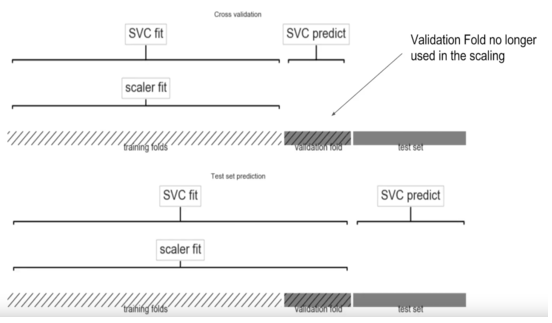 Cross validation
SVC fit
SVC predict
Validation Fold no longer
used in the scaling
scaler fit
training folds
validation fold
test set
Test set prediction
SVC fit
SVC predict
scaler fit
training folds
validation fold
test set